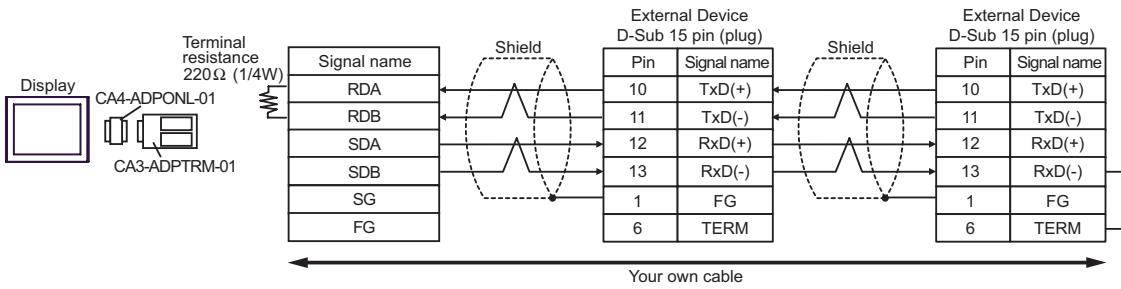 External Device
D-Sub 15 pin (plug)
External Device
D-Sub 15 pin (plug)
Terminal
resistance
220Ω (1/4W)
Shield
Shield
Display
CA4-ADPONL-01
CA3-ADPTRM-01
Signal name
RDA
RDB
SDA
SDB
SG
FG
Pin Signal name
10 TxD(+)
11 TxD(-)
12 RxD(+)
13 RxD(-)
1 FG
6 TERM
Pin Signal name
10 TxD(+)
11 TxD(-)
12 RxD(+)
13 RxD(-)
1 FG
6 TERM
Your own cable